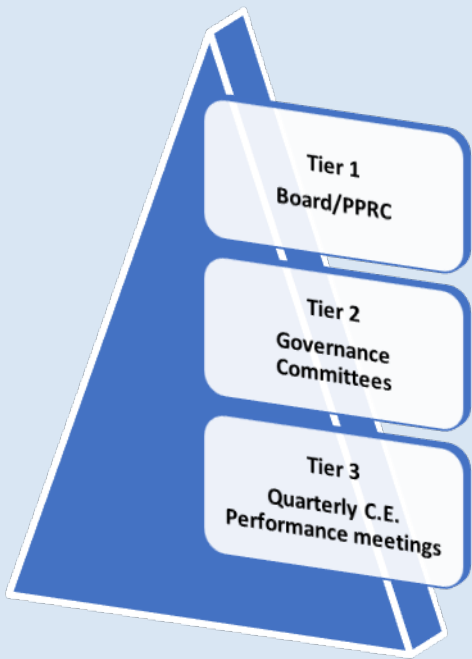 Tier 1
Board/PPRC
Tier 2
Governance
Committees
Tier 3
Quarterly C.E.
Performance meetings